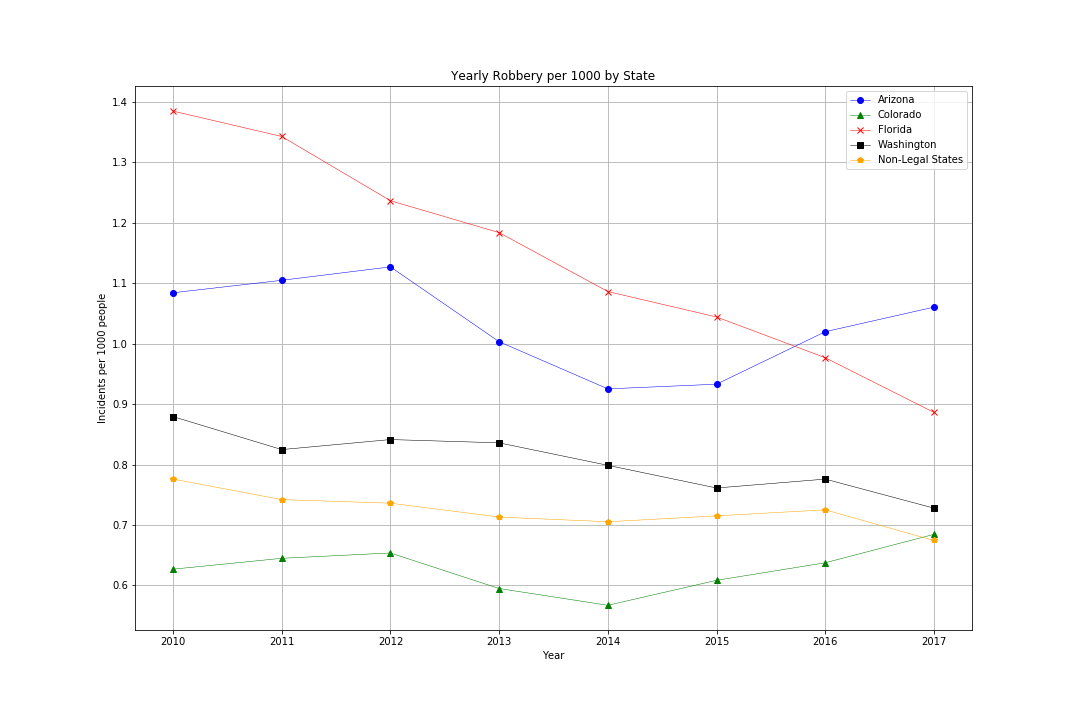 Yearly Robbery per 1000 by State
Arizona
Colorado
Florida
Washington
Non-Legal States
1.4
1.3
1.2
1.1
1.0
0.9
0.8
0.7
0.6
Incidents per 1000 people
2010 2011 2012 2013 2014 2015 2016 2017
Year